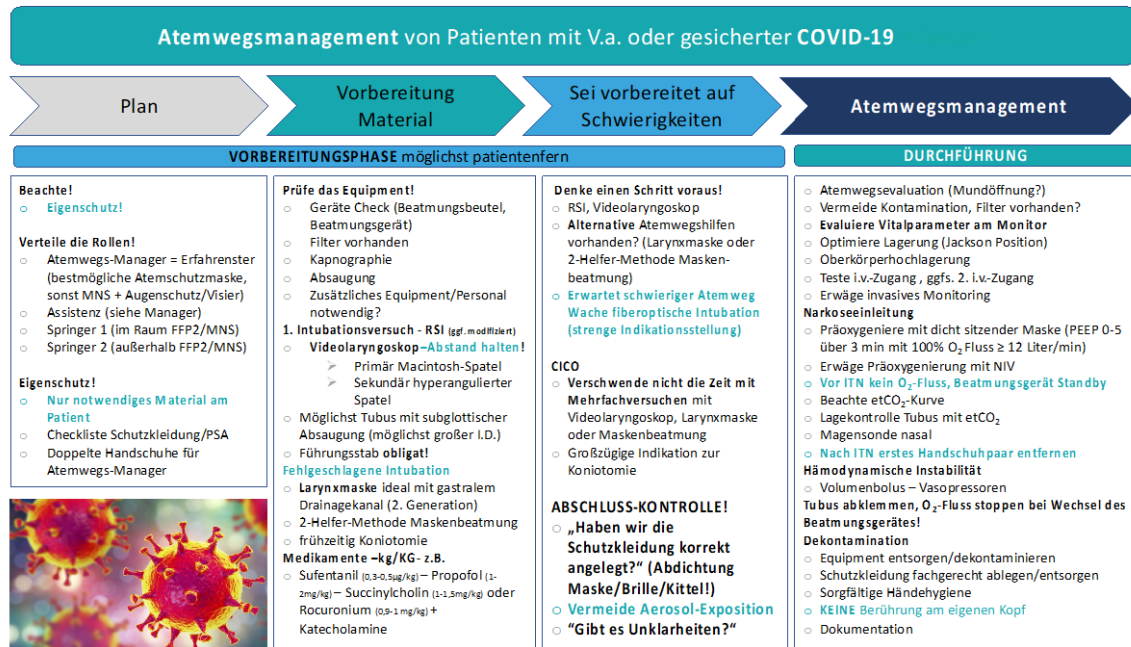 Atemwegsmanagement von Patienten mit V.a. oder gesicherter COVID-19
Plan
Vorbereitung
Material
Sei vorbereitet auf
Schwierigkeiten
Atemwegsmanagement
VORBEREITUNGSPHASE möglichst patientenfern
DURCHFÜHRUNG
Beachte!
○ Eigenschutz!
Verteile die Rollen!
○ Atemwegs-Manager = Erfahrenster
(bestmögliche Atemschutzmaske,
sonst MNS + Augenschutz/Visier)
○ Assistenz (siehe Manager)
○ Springer 1 (im Raum FFP2/MNS)
○ Springer 2 (außerhalb FFP2/MNS)
Eigenschutz!
○ Nur notwendiges Material am
Patient
○ Checkliste Schutzkleidung/PSA
○ Doppelte Handschuhe für
Atemwegs-Manager
Prüfe das Equipment!
○ Geräte Check (Beatmungsbeutel,
Beatmungsgerät)
○ Filter vorhanden
○ Kapnographie
○ Absaugung
○ Zusätzliches Equipment/Personal
notwendig?
1. Intubationsversuch - RSI (ggf. modifiziert)
○ Videolaryngoskop–Abstand halten!
➢ Primär Macintosh-Spatel
➢ Sekundär hyperangulierter
Spatel
○ Möglichst Tubus mit subglottischer
Absaugung (möglichst großer I.D.)
○ Führungsstab obligat!
Fehlgeschlagene Intubation
○ Larynxmaske ideal mit gastralem
Drainagekanal (2. Generation)
○ 2-Helfer-Methode Maskenbeatmung
○ frühzeitig Koniotomie
Medikamente –kg/KG- z.B.
○ Sufentanil (0,3-0,5µg/kg) – Propofol (1-
2mg/kg) – Succinylcholin (1-1,5mg/kg) oder
Rocuronium (0,9-1 mg/kg) +
Katecholamine
Denke einen Schritt voraus!
○ RSI, Videolaryngoskop
○ Alternative Atemwegshilfen
vorhanden? (Larynxmaske oder
2-Helfer-Methode Masken-
beatmung)
○ Erwartet schwieriger Atemweg
Wache fiberoptische Intubation
(strenge Indikationsstellung)
CICO
○ Verschwende nicht die Zeit mit
Mehrfachversuchen mit
Videolaryngoskop, Larynxmaske
oder Maskenbeatmung
○ Großzügige Indikation zur
Koniotomie
ABSCHLUSS-KONTROLLE!
○ „Haben wir die
Schutzkleidung korrekt
angelegt?“ (Abdichtung
Maske/Brille/Kittel!)
○ Vermeide Aerosol-Exposition
○ “Gibt es Unklarheiten?“
○ Atemwegsevaluation (Mundöffnung?)
○ Vermeide Kontamination, Filter vorhanden?
○ Evaluiere Vitalparameter am Monitor
○ Optimiere Lagerung (Jackson Position)
○ Oberkörperhochlagerung
○ Teste i.v.-Zugang , ggfs. 2. i.v.-Zugang
○ Erwäge invasives Monitoring
Narkoseeinleitung
○ Präoxygeniere mit dicht sitzender Maske (PEEP 0-5
über 3 min mit 100% O₂ Fluss ≥ 12 Liter/min)
○ Erwäge Präoxygenierung mit NIV
○ Vor ITN kein O₂-Fluss, Beatmungsgerät Standby
○ Beachte etCO₂-Kurve
○ Lagekontrolle Tubus mit etCO₂
○ Magensonde nasal
○ Nach ITN erstes Handschuhpaar entfernen
Hämodynamische Instabilität
○ Volumenbolus – Vasopressoren
Tubus abklemmen, O₂-Fluss stoppen bei Wechsel des
Beatmungsgerätes!
Dekontamination
○ Equipment entsorgen/dekontaminieren
○ Schutzkleidung fachgerecht ablegen/entsorgen
○ Sorgfältige Händehygiene
○ KEINE Berührung am eigenen Kopf
○ Dokumentation